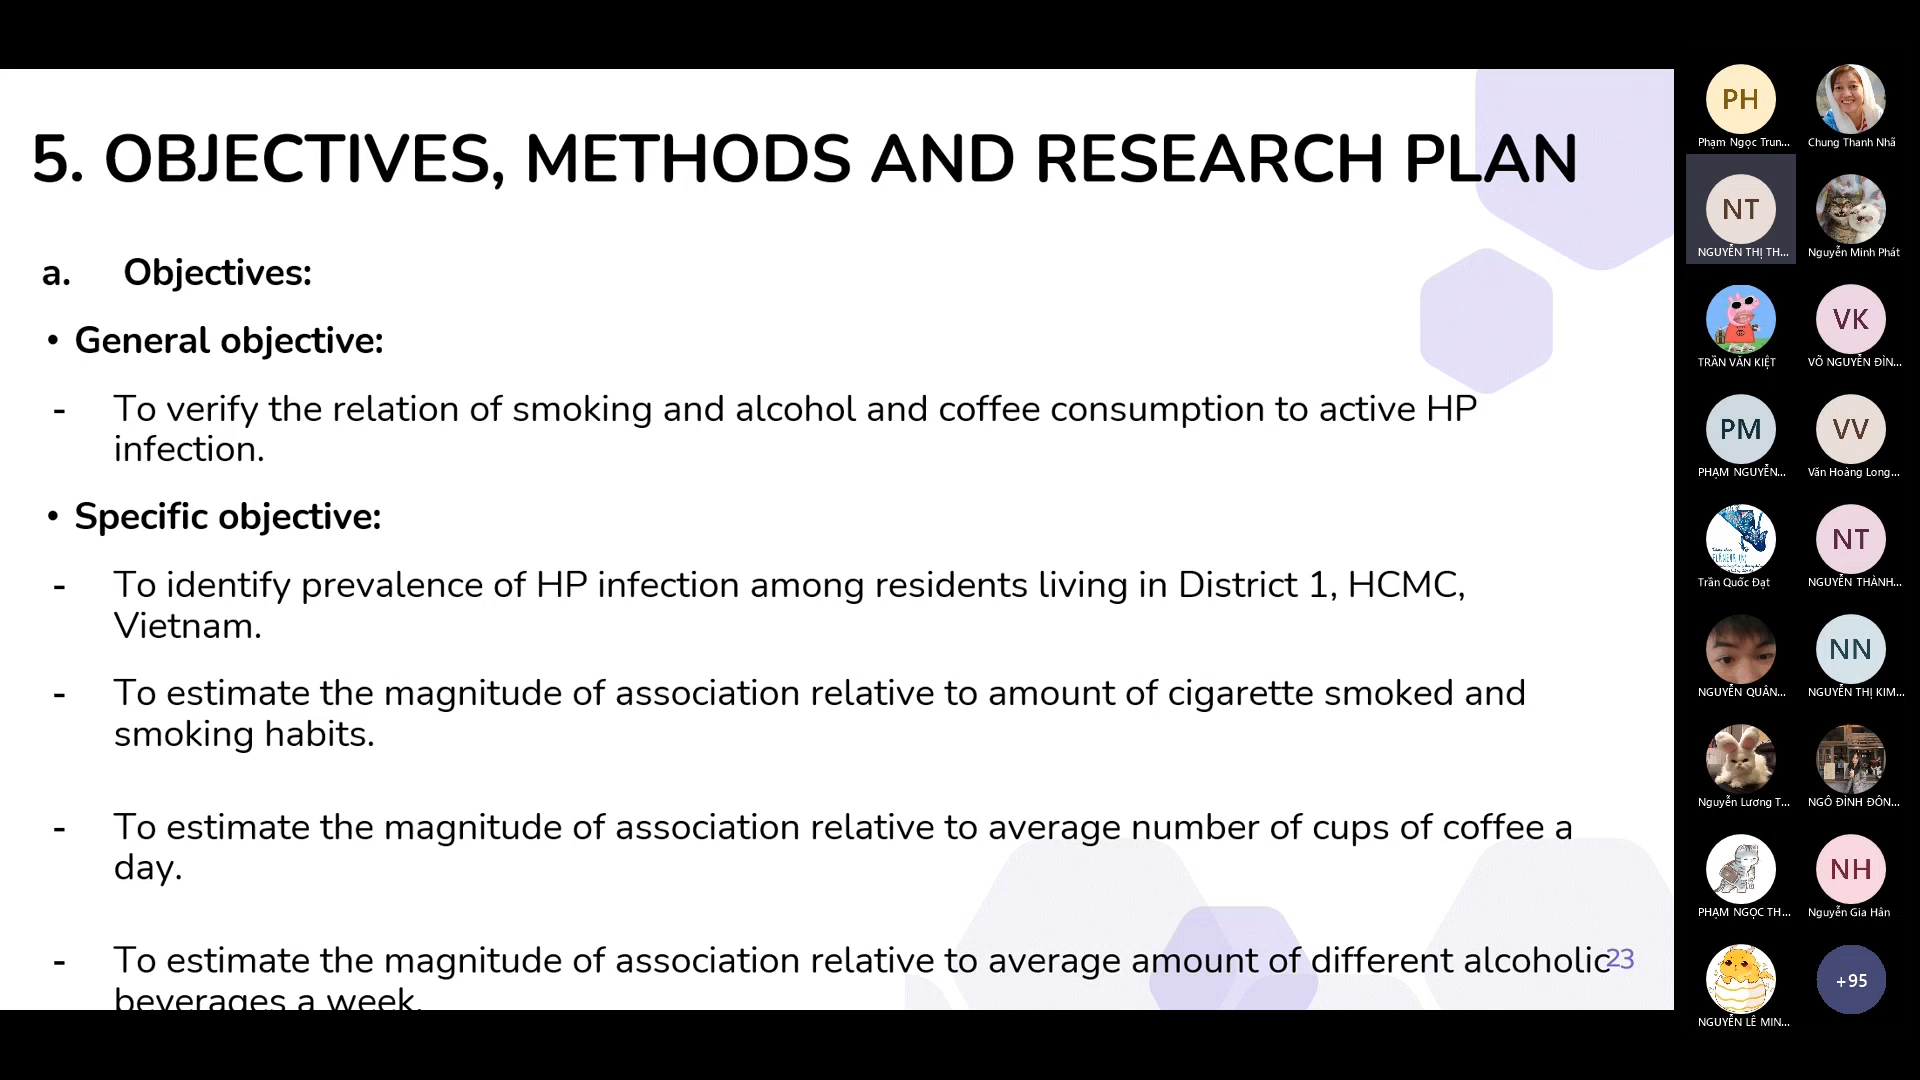 5. OBJECTIVES, METHODS AND RESEARCH PLAN
a. Objectives:
• General objective:
- To verify the relation of smoking and alcohol and coffee consumption to active HP
infection.
• Specific objective:
- To identify prevalence of HP infection among residents living in District 1, HCMC,
Vietnam.
- To estimate the magnitude of association relative to amount of cigarette smoked and
smoking habits.
- To estimate the magnitude of association relative to average number of cups of coffee a
day.
- To estimate the magnitude of association relative to average amount of different alcoholic
beverages a week.
23
PH
Phạm Ngọc Trun...
Chung Thanh Nhã
NT
NGUYỄN THỊ TH...
Nguyễn Minh Phát
TRẦN VĂN KIỆT
VK
VÕ NGUYỄN ĐÌN...
PM
PHẠM NGUYỄN...
VV
Văn Hoàng Long...
Trần Quốc Đạt
NT
NGUYỄN THÀNH...
NGUYỄN QUÂN...
NN
NGUYỄN THỊ KIM...
Nguyễn Lương T...
NGÔ ĐÌNH ĐÔN...
PHẠM NGỌC TH...
NH
Nguyễn Gia Hân
NGUYỄN LÊ MIN...
+95